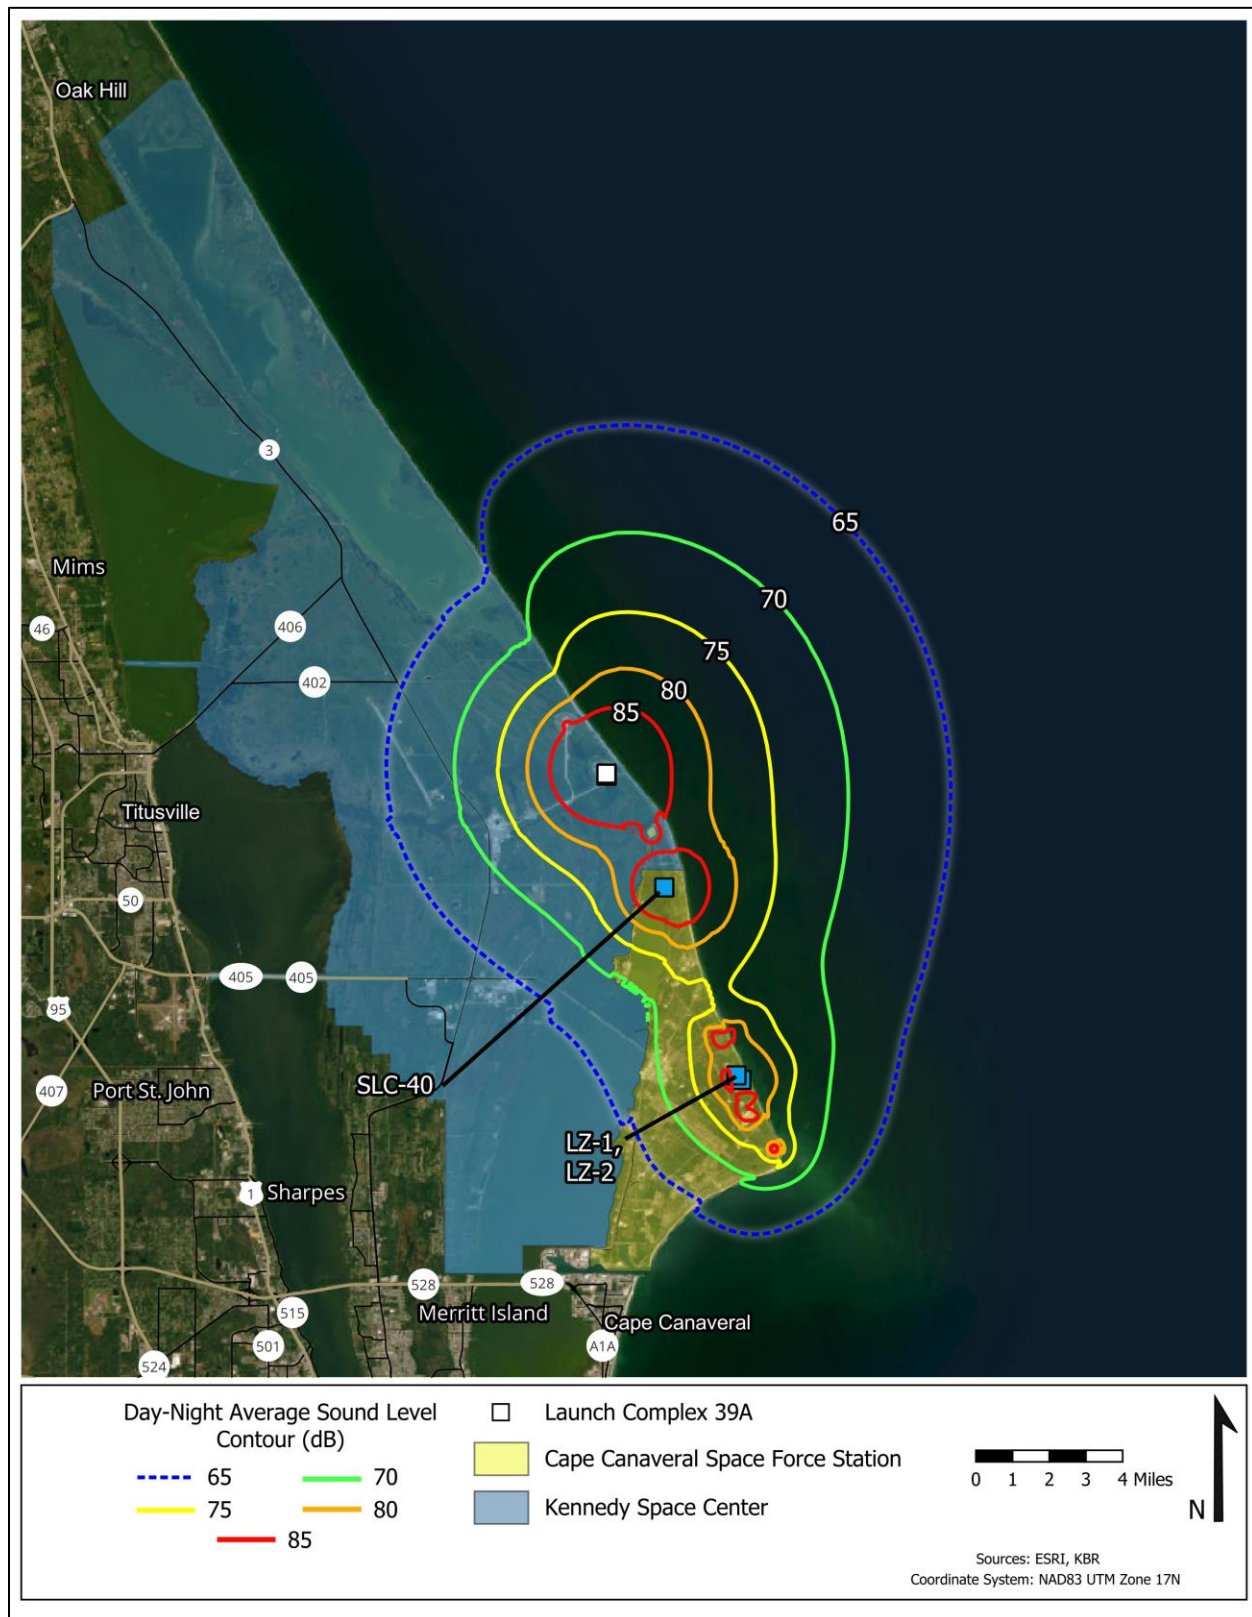 Oak Hill
3
65
Mims
70
46
406
75
402
80
85
Titusville
50
405
405
95
SLC-40
407
Port St. John
LZ-1,
LZ-2
1
Sharpes
528
528
515
Merritt Island
Cape Canaveral
501
A1A
524
Day-Night Average Sound Level
Contour (dB)
65
70
75
80
85
Launch Complex 39A
Cape Canaveral Space Force Station
Kennedy Space Center
0 1 2 3 4 Miles
N
Sources: ESRI, KBR
Coordinate System: NAD83 UTM Zone 17N